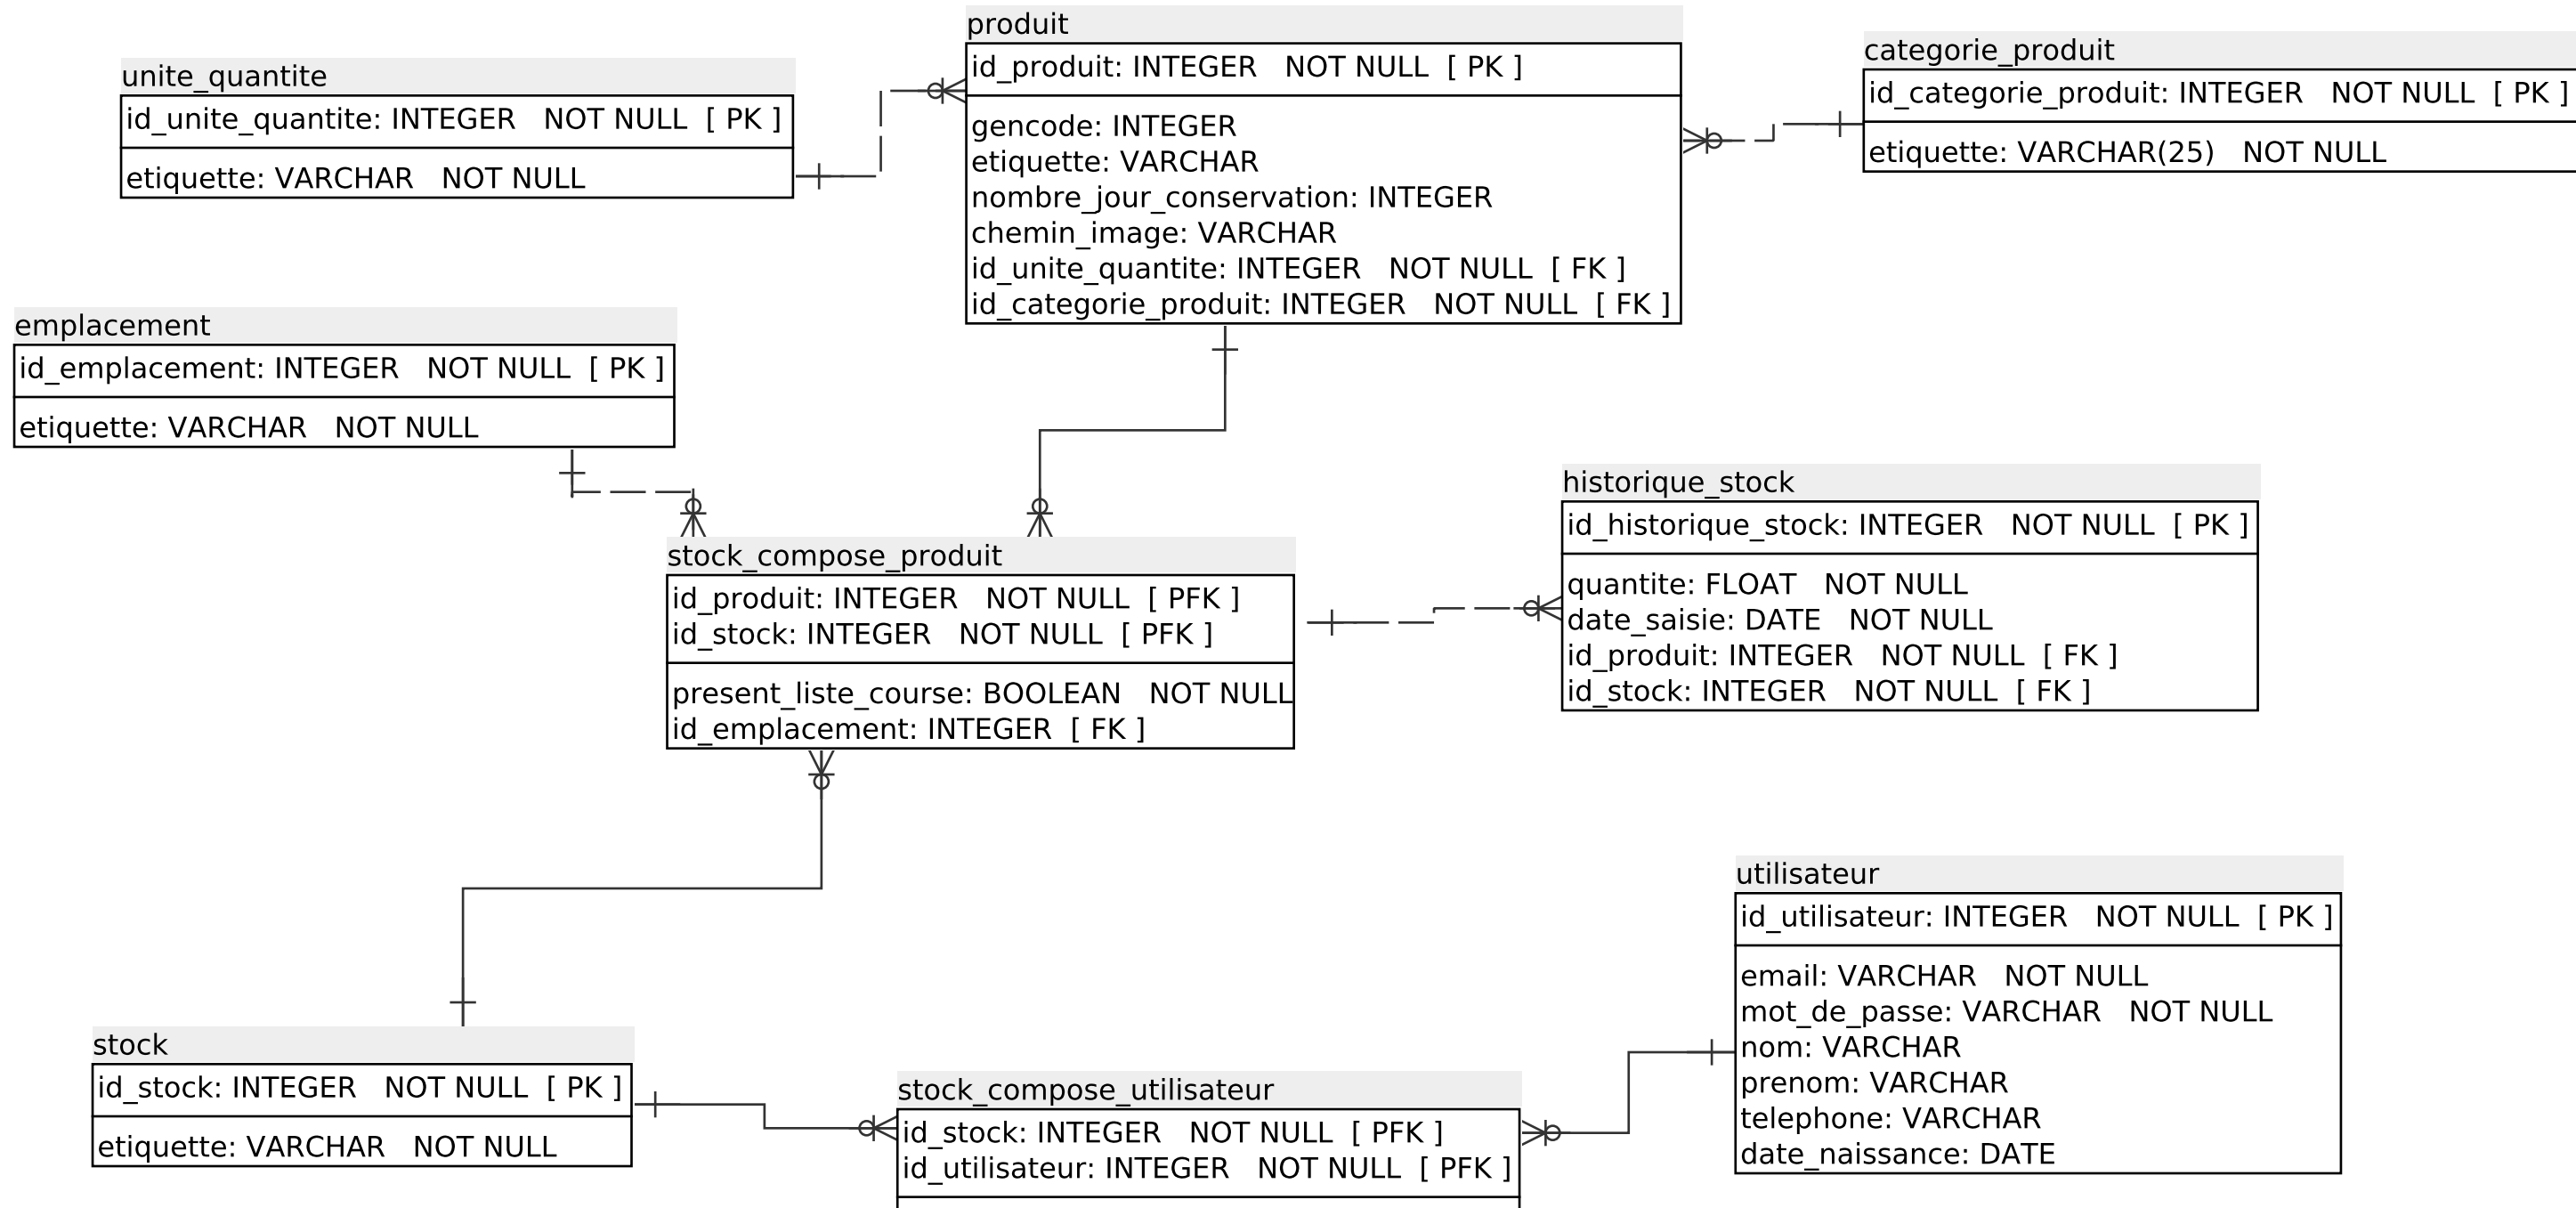 produit
id_produit: INTEGER NOT NULL [ PK ]
gencode: INTEGER
etiquette: VARCHAR
nombre_jour_conservation: INTEGER
chemin_image: VARCHAR
id_unite_quantite: INTEGER NOT NULL [ FK ]
id_categorie_produit: INTEGER NOT NULL [ FK ]
categorie_produit
id_categorie_produit: INTEGER NOT NULL [ PK ]
etiquette: VARCHAR(25) NOT NULL
unite_quantite
id_unite_quantite: INTEGER NOT NULL [ PK ]
etiquette: VARCHAR NOT NULL
emplacement
id_emplacement: INTEGER NOT NULL [ PK ]
etiquette: VARCHAR NOT NULL
historique_stock
id_historique_stock: INTEGER NOT NULL [ PK ]
quantite: FLOAT NOT NULL
date_saisie: DATE NOT NULL
id_produit: INTEGER NOT NULL [ FK ]
id_stock: INTEGER NOT NULL [ FK ]
stock_compose_produit
id_produit: INTEGER NOT NULL [ PFK ]
id_stock: INTEGER NOT NULL [ PFK ]
present_liste_course: BOOLEAN NOT NULL
id_emplacement: INTEGER [ FK ]
utilisateur
id_utilisateur: INTEGER NOT NULL [ PK ]
email: VARCHAR NOT NULL
mot_de_passe: VARCHAR NOT NULL
nom: VARCHAR
prenom: VARCHAR
telephone: VARCHAR
date_naissance: DATE
stock
id_stock: INTEGER NOT NULL [ PK ]
etiquette: VARCHAR NOT NULL
stock_compose_utilisateur
id_stock: INTEGER NOT NULL [ PFK ]
id_utilisateur: INTEGER NOT NULL [ PFK ]